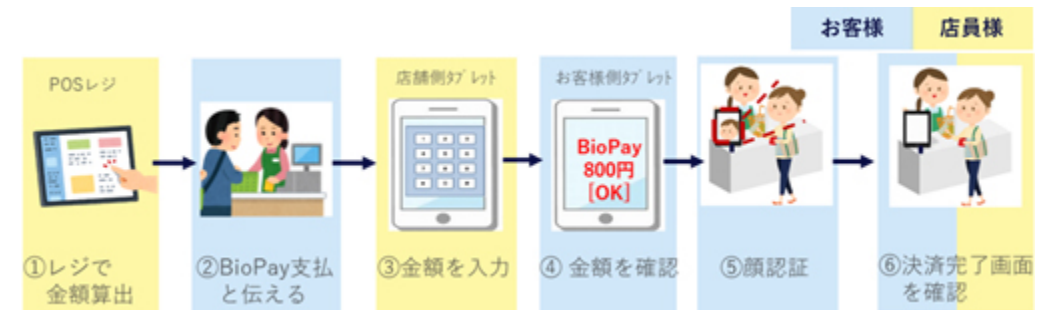 お客様
店員様
POSレジ
店舗側タブレット
お客様側タブレット
BioPay
800円
[OK]
①レジで
金額算出
②BioPay支払
と伝える
③金額を入力
④ 金額を確認
⑤顔認証
⑥決済完了画面
を確認